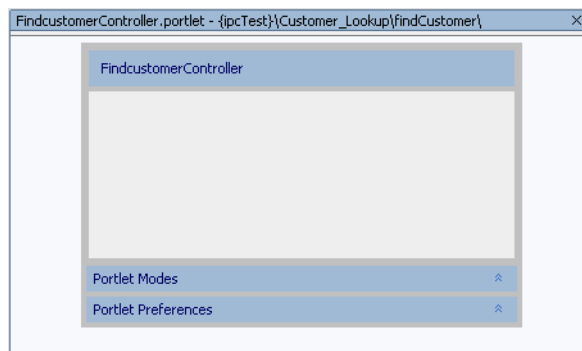 FindcustomerController.portlet - {ipcTest}\Customer_Lookup\findCustomer\
FindcustomerController
Portlet Modes
Portlet Preferences